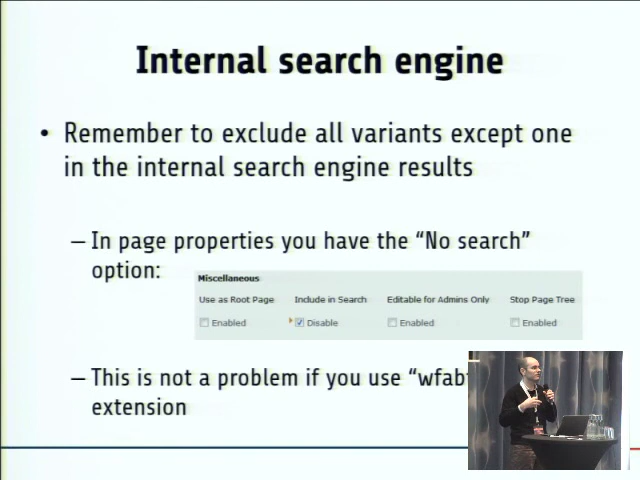 Internal search engine
• Remember to exclude all variants except one
in the internal search engine results
– In page properties you have the “No search”
option:
Miscellaneous
Use as Root Page Include in Search Editable for Admins Only Stop Page Tree
Enabled Disable Enabled Enabled
– This is not a problem if you use
extension